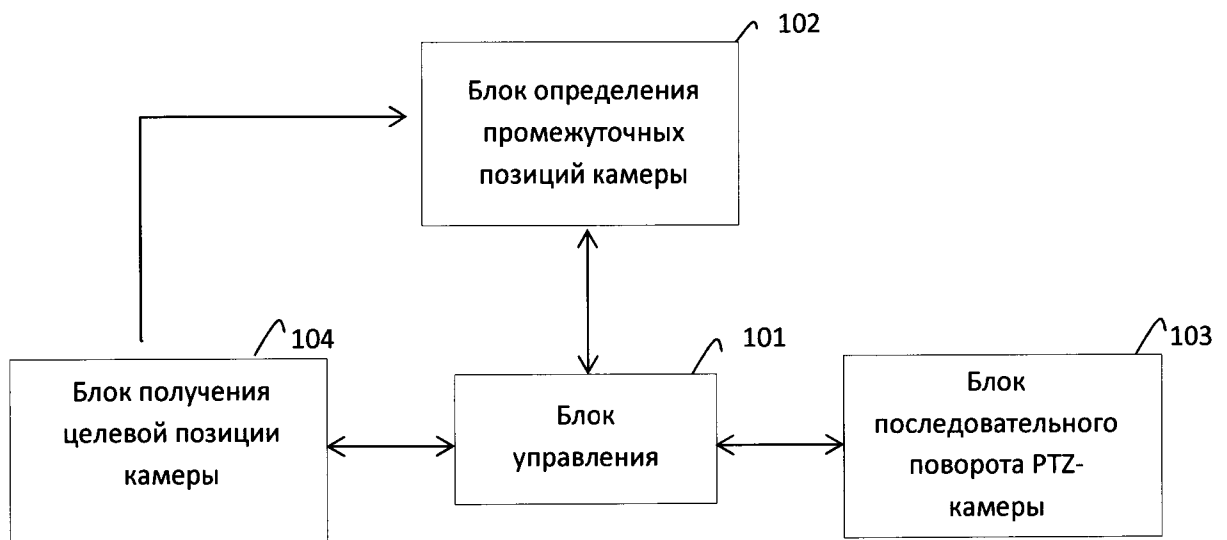 102
Блок определения
промежуточных
позиций камеры
104
Блок получения
целевой позиции
камеры
101
Блок
управления
103
Блок
последовательного
поворота PTZ-
камеры